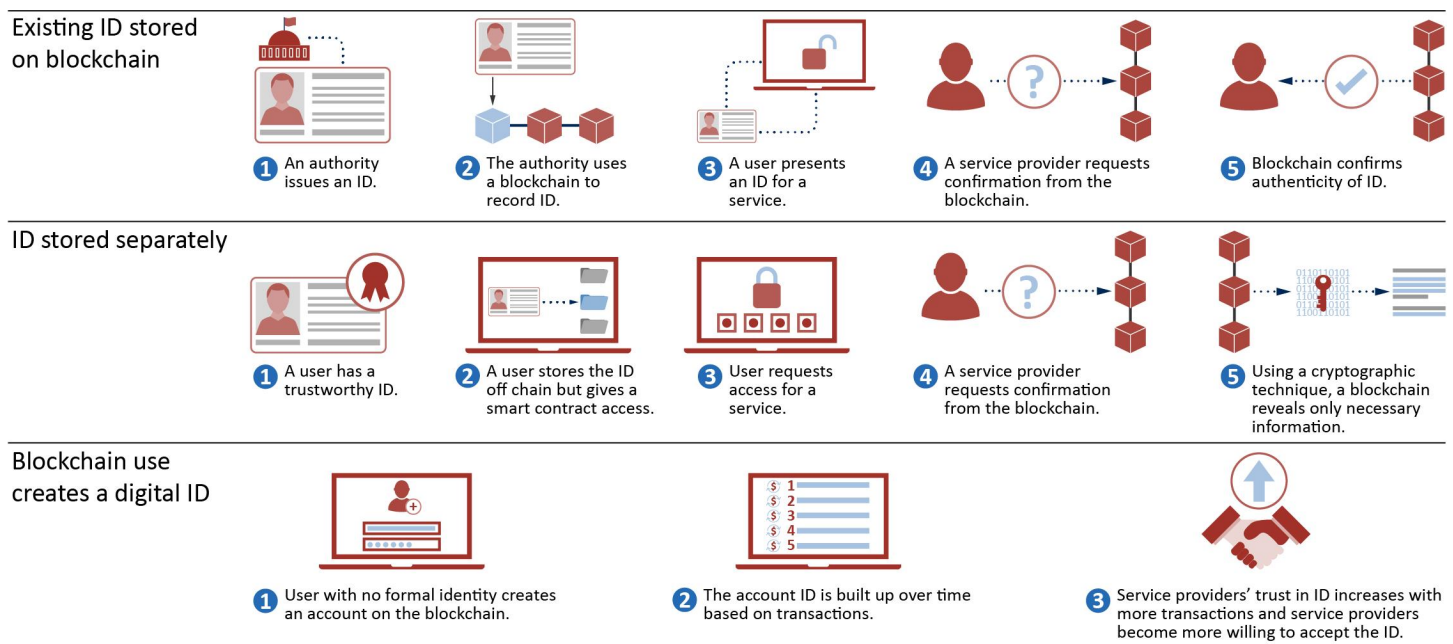 Existing ID stored
on blockchain
1 An authority
issues an ID.
2 The authority uses
a blockchain to
record ID.
3 A user presents
an ID for a
service.
?
4 A service provider requests
confirmation from the
blockchain.
5 Blockchain confirms
authenticity of ID.
ID stored separately
1 A user has a
trustworthy ID.
2 A user stores the ID
off chain but gives a
smart contract access.
3 User requests
access for a
service.
?
4 A service provider
requests confirmation
from the blockchain.
0110110101
5 Using a cryptographic
technique, a blockchain
reveals only necessary
information.
Blockchain use
creates a digital ID
1 User with no formal identity creates
an account on the blockchain.
$ 1
$ 2
$ 3
$ 4
$ 5
2 The account ID is built up over time
based on transactions.
3 Service providers’ trust in ID increases with
more transactions and service providers
become more willing to accept the ID.